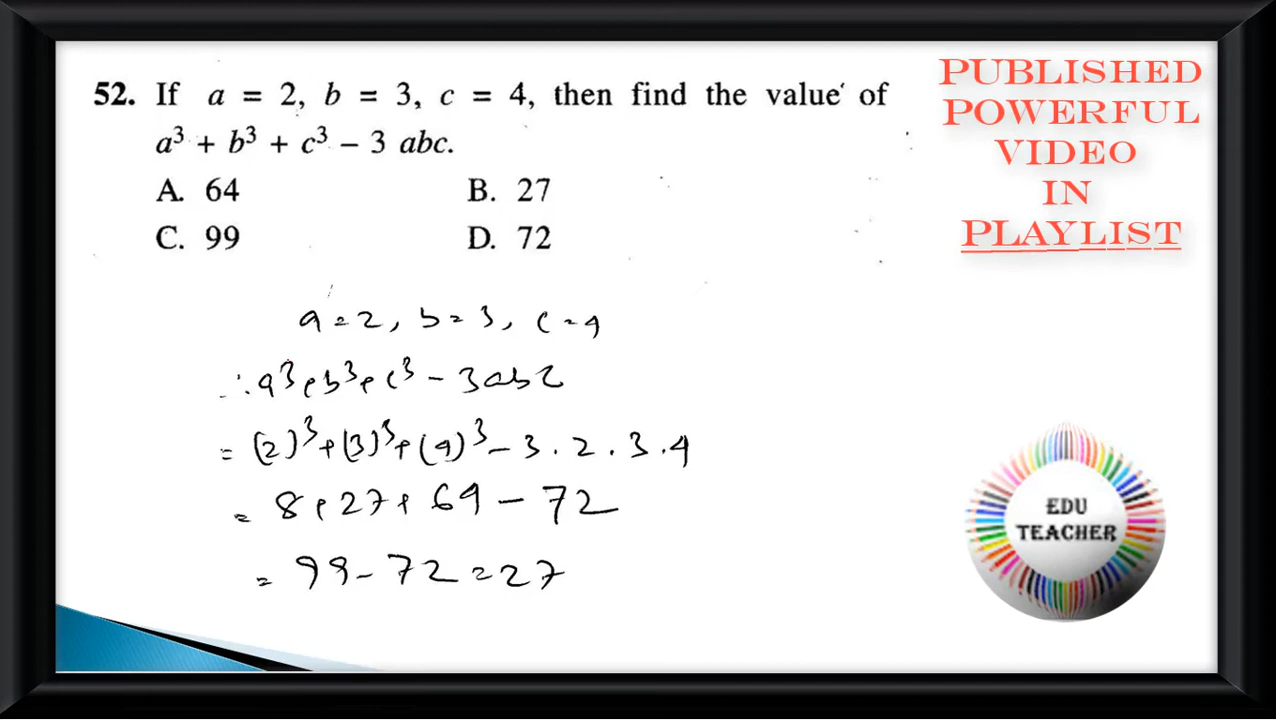 52. If a = 2, b = 3, c = 4, then find the value of
a³ + b³ + c³ – 3 abc.
A. 64 B. 27
C. 99 D. 72
a = 2, b = 3, c = 4
∴ a³ + b³ + c³ – 3abc
= (2)³ + (3)³ + (4)³ – 3 . 2 . 3 . 4
= 8 + 27 + 64 – 72
= 99 – 72 = 27
PUBLISHED
POWERFUL
VIDEO
IN
PLAYLIST
EDU
TEACHER